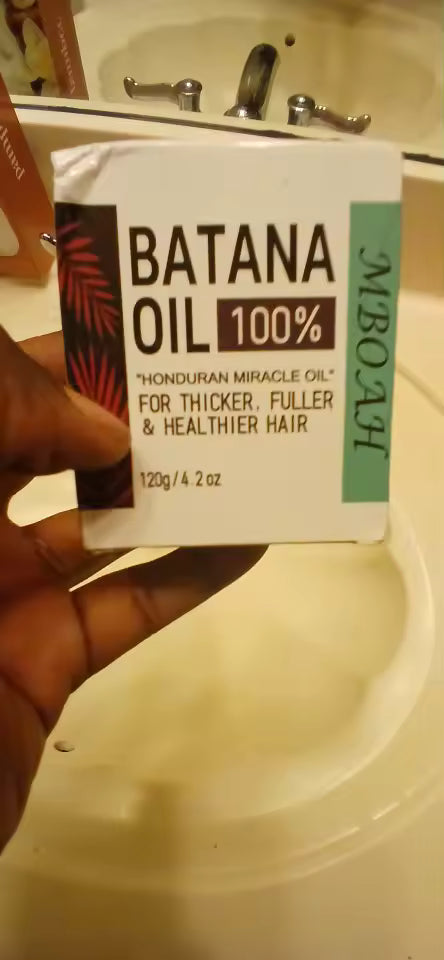 BATANA
OIL 100%
"HONDURAN MIRACLE OIL"
FOR THICKER, FULLER
& HEALTHIER HAIR
120g/4.2 oz
MBOAH